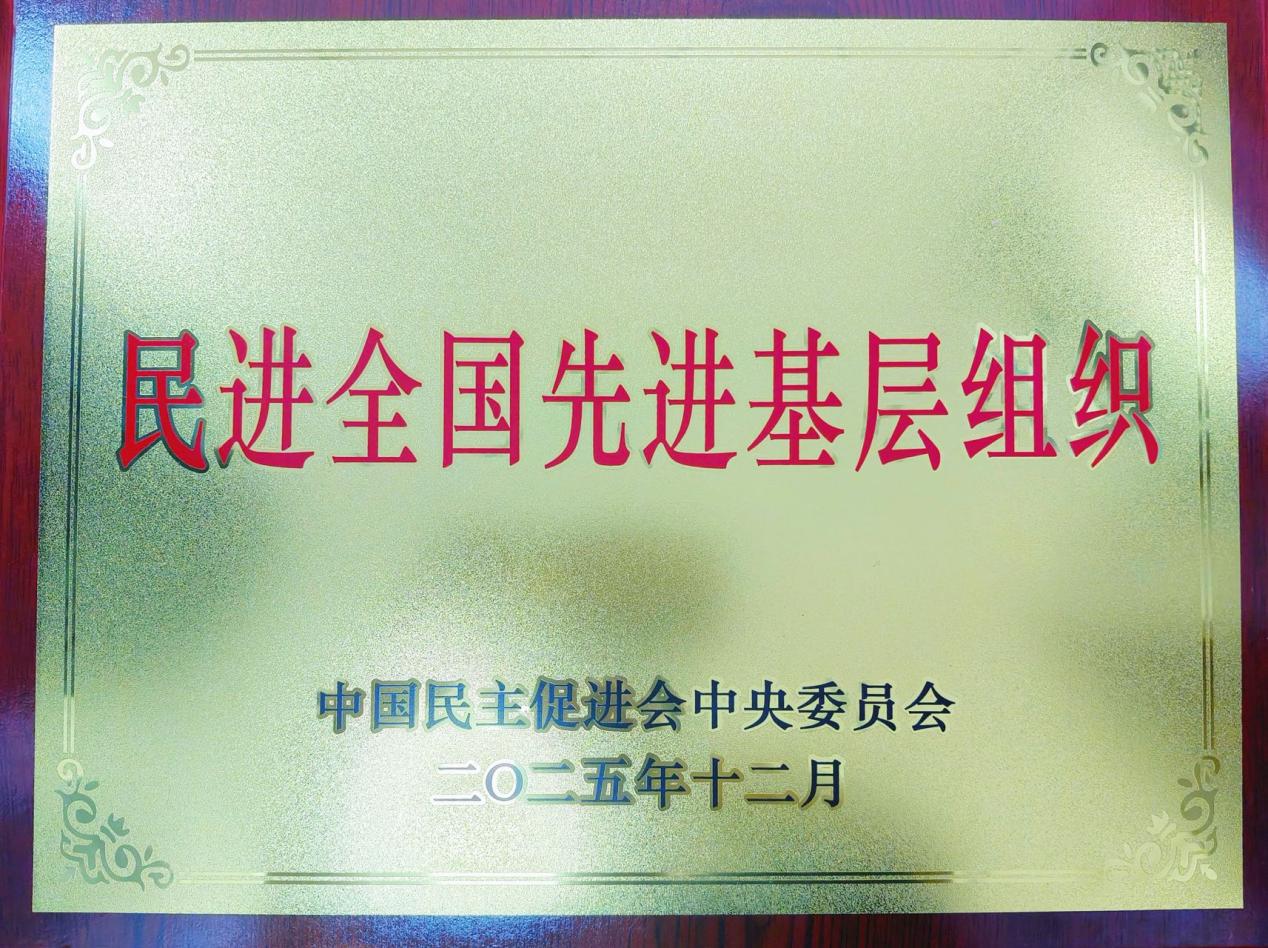 民进全国先进基层组织
中国民主促进会中央委员会
二〇二五年十二月